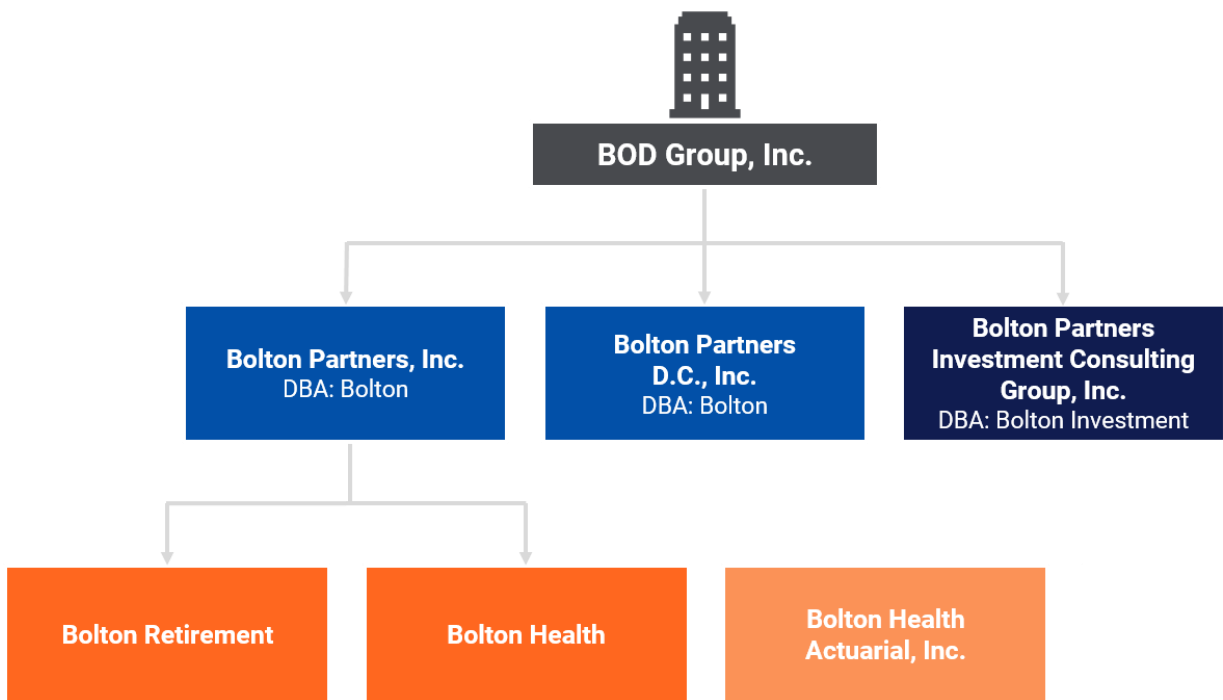 BOD Group, Inc.
Bolton Partners, Inc.
DBA: Bolton
Bolton Partners
D.C., Inc.
DBA: Bolton
Bolton Partners
Investment Consulting
Group, Inc.
DBA: Bolton Investment
Bolton Retirement
Bolton Health
Bolton Health
Actuarial, Inc.